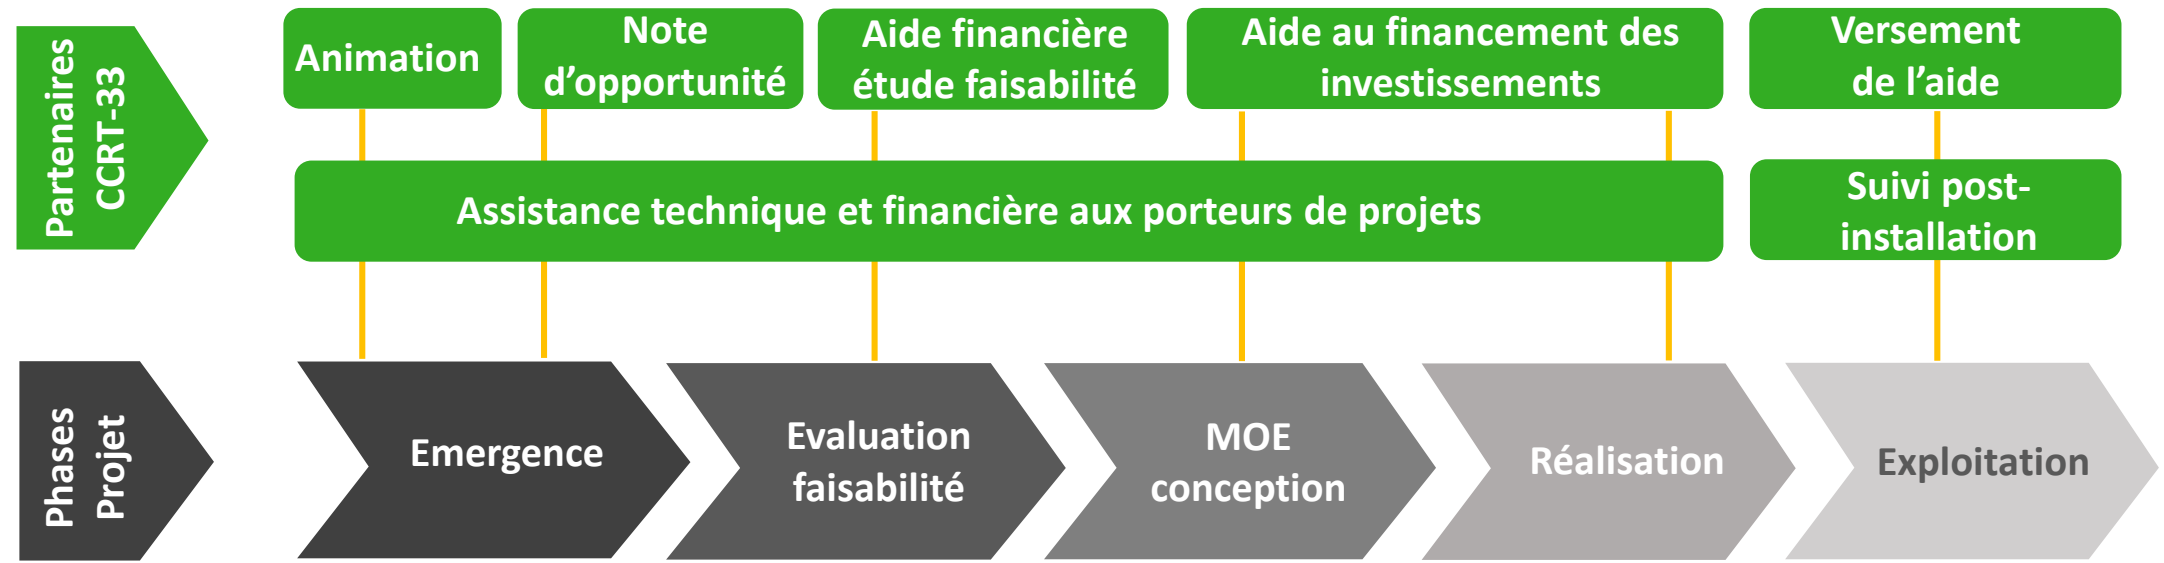 Partenaires
CCRT-33
Animation
Note
d’opportunité
Aide financière
étude faisabilité
Aide au financement des
investissements
Versement
de l’aide
Assistance technique et financière aux porteurs de projets
Suivi post-
installation
Phases
Projet
Emergence
Evaluation
faisabilité
MOE
conception
Réalisation
Exploitation